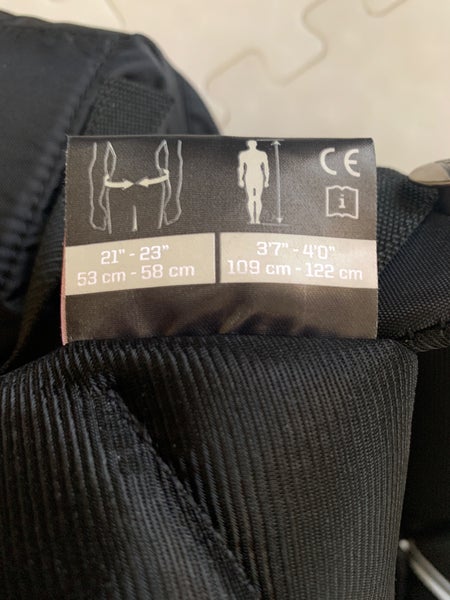 CE
i
21" - 23"
53 cm - 58 cm
3'7" - 4'0"
109 cm - 122 cm